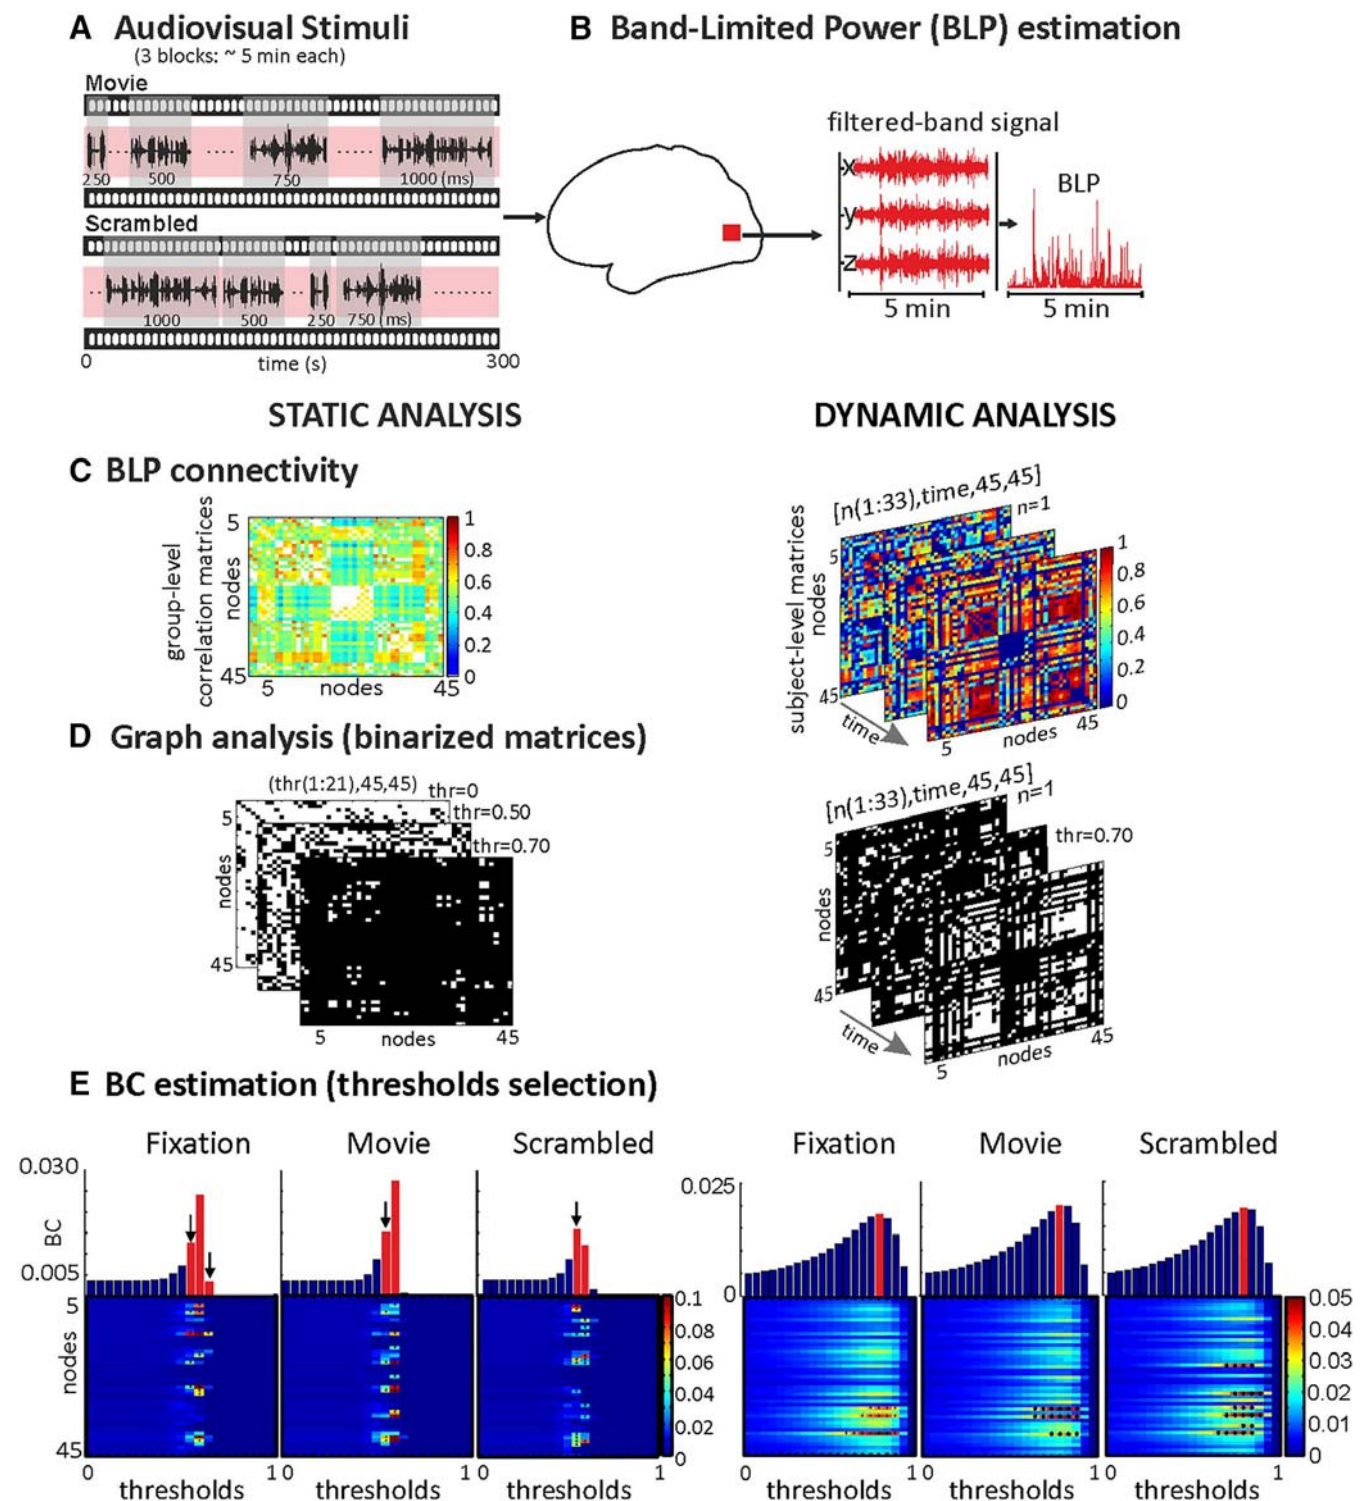 A Audiovisual Stimuli
(3 blocks: ~ 5 min each)
Movie
250 500 750 1000 (ms)
Scrambled
1000 500 250 750 (ms)
0 time (s) 300
B Band-Limited Power (BLP) estimation
filtered-band signal
x
y
z
BLP
5 min 5 min
STATIC ANALYSIS
DYNAMIC ANALYSIS
C BLP connectivity
group-level
correlation matrices
nodes
5
45
5 nodes 45
1
0.8
0.6
0.4
0.2
0
[n(1:33),time,45,45]
n=1
subject-level matrices
nodes
5
45
time
5 nodes 45
1
0.8
0.6
0.4
0.2
0
D Graph analysis (binarized matrices)
(thr(1:21),45,45) thr=0
thr=0.50
thr=0.70
5
nodes
45
5 nodes 45
[n(1:33),time,45,45]
n=1
thr=0.70
5
nodes
45
time
5 nodes 45
E BC estimation (thresholds selection)
Fixation Movie Scrambled
0.030
BC
0.005
5
nodes
45
0 1 0 1 0 1
thresholds thresholds thresholds
0.1
0.08
0.06
0.04
0.02
0
Fixation Movie Scrambled
0.025
0
0 1 0 1 0 1
thresholds thresholds thresholds
0.05
0.04
0.03
0.02
0.01
0